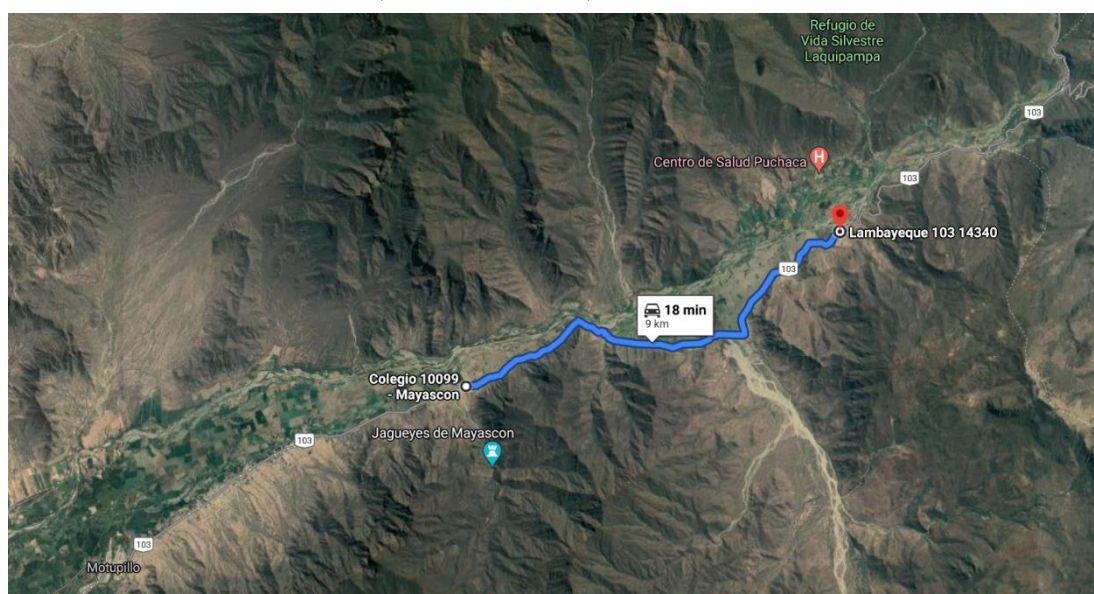 Refugio de
Vida Silvestre
Laquipampa
103
Centro de Salud Puchaca
H
103
Lambayeque 103 14340
103
18 min
9 km
Colegio 10099
- Mayascon
Jagueyes de Mayascon
103
103
Motupillo